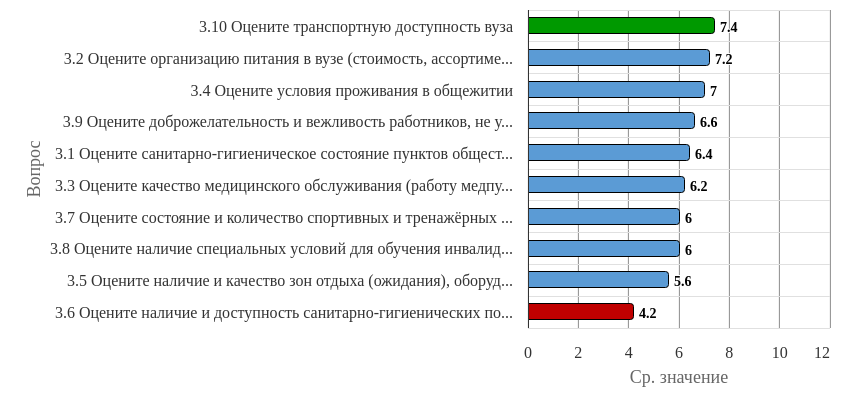 3.10 Оцените транспортную доступность вуза 7.4
3.2 Оцените организацию питания в вузе (стоимость, ассортиме... 7.2
3.4 Оцените условия проживания в общежитии 7
3.9 Оцените доброжелательность и вежливость работников, не у... 6.6
3.1 Оцените санитарно-гигиеническое состояние пунктов общест... 6.4
3.3 Оцените качество медицинского обслуживания (работу медпу... 6.2
3.7 Оцените состояние и количество спортивных и тренажёрных ... 6
3.8 Оцените наличие специальных условий для обучения инвалид... 6
3.5 Оцените наличие и качество зон отдыха (ожидания), оборуд... 5.6
3.6 Оцените наличие и доступность санитарно-гигиенических по... 4.2
Вопрос
0 2 4 6 8 10 12
Ср. значение